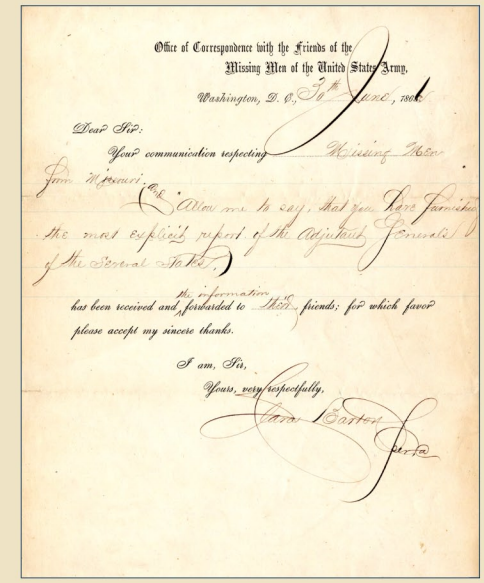 Office of Correspondence with the Friends of the
Missing Men of the United States Army,
Washington, D. C., 30th June, 186
Dear Sir:
Your communication respecting Missing Men
from Missouri, and
Allow me to say, that you have furnished
the most explicit report of the Adjutant Generals
of the Several States,
has been received and the information forwarded to their friends; for which favor
please accept my sincere thanks.
I am, Sir,
Yours, very respectfully,
Clara Barton